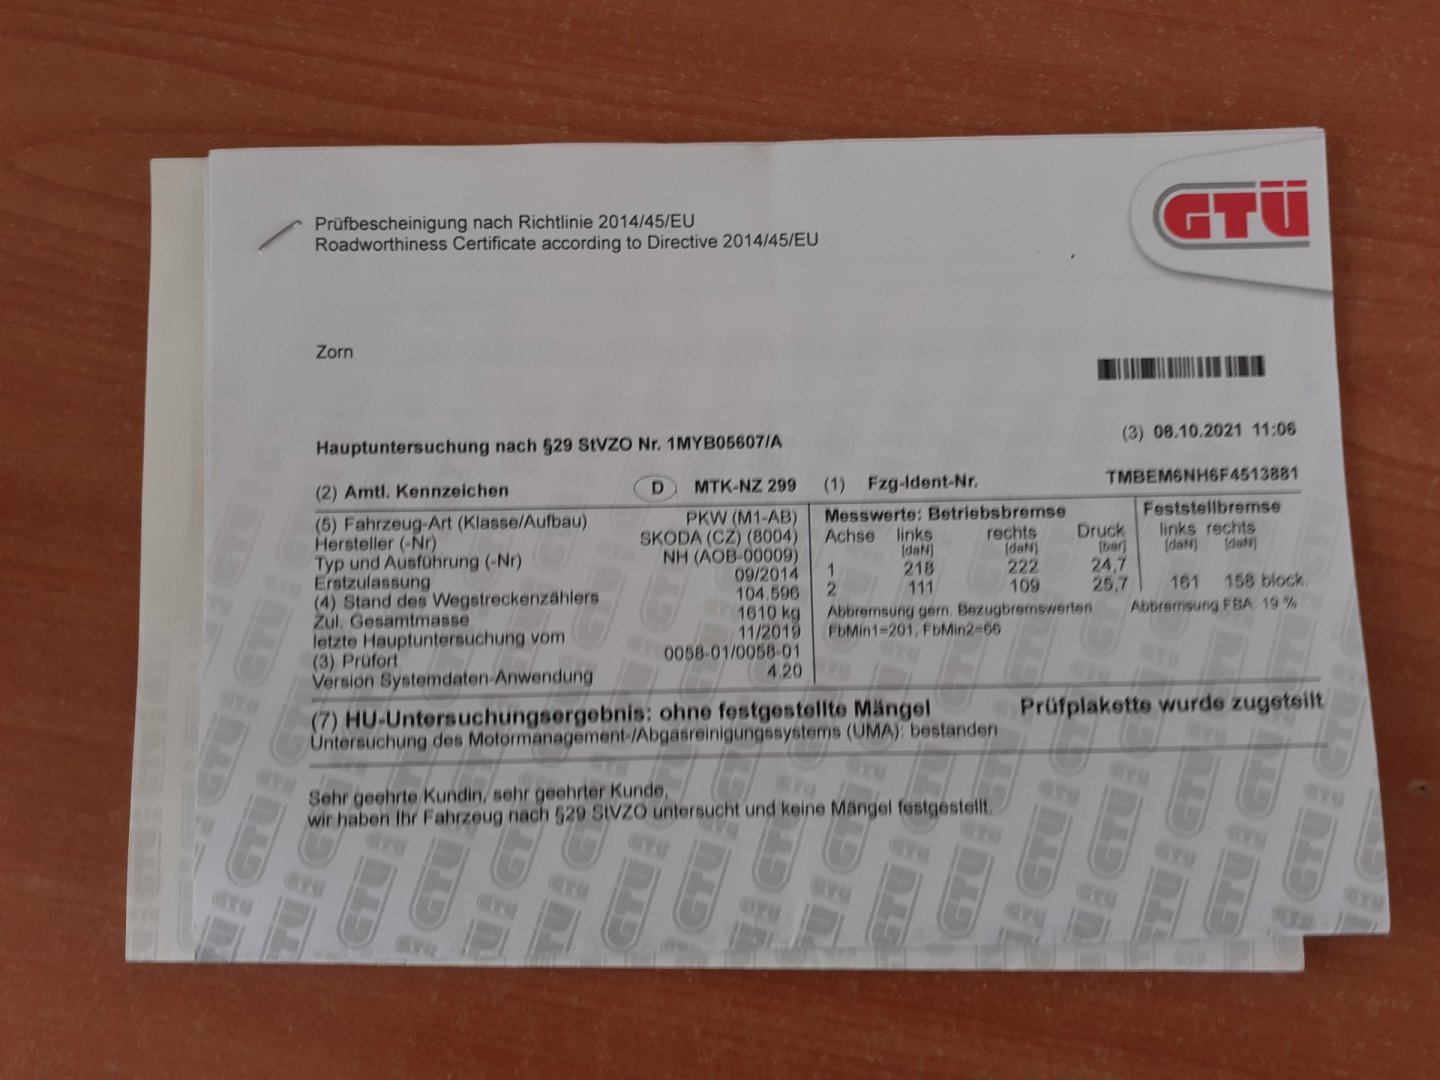 GTÜ
Prüfbescheinigung nach Richtlinie 2014/45/EU
Roadworthiness Certificate according to Directive 2014/45/EU
Zorn
Hauptuntersuchung nach §29 StVZO Nr. 1MYB05607/A
(3) 06.10.2021 11:06
(2) Amtl. Kennzeichen D MTK-NZ 299 (1) Fzg-Ident-Nr. TMBEM6NH6F4513881
(5) Fahrzeug-Art (Klasse/Aufbau) PKW (M1-AB)
Hersteller (-Nr) SKODA (CZ) (8004)
Typ und Ausführung (-Nr) NH (AOB-00009)
Erstzulassung 09/2014
(4) Stand des Wegstreckenzählers 104.596
Zul. Gesamtmasse 1610 kg
letzte Hauptuntersuchung vom 11/2019
(3) Prüfort 0058-01/0058-01
Version Systemdaten-Anwendung 4.20
Messwerte: Betriebsbremse Feststellbremse
Achse links rechts Druck links rechts
[daN] [daN] [bar] [daN] [daN]
1 218 222 24,7
2 111 109 25,7 161 158 block.
Abbremsung gem. Bezugbremswerten Abbremsung FBA: 19 %
FbMin1=201, FbMin2=66
(7) HU-Untersuchungsergebnis: ohne festgestellte Mängel Prüfplakette wurde zugeteilt
Untersuchung des Motormanagement-/Abgasreinigungssystems (UMA): bestanden
Sehr geehrte Kundin, sehr geehrter Kunde,
wir haben Ihr Fahrzeug nach §29 StVZO untersucht und keine Mängel festgestellt.